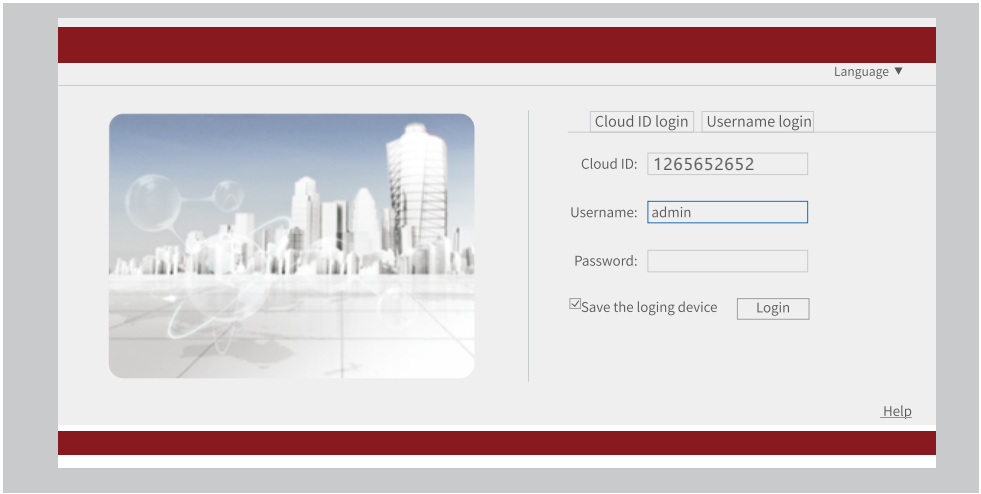 Language ▼
Cloud ID login Username login
Cloud ID: 1265652652
Username: admin
Password:
Save the loging device Login
Help